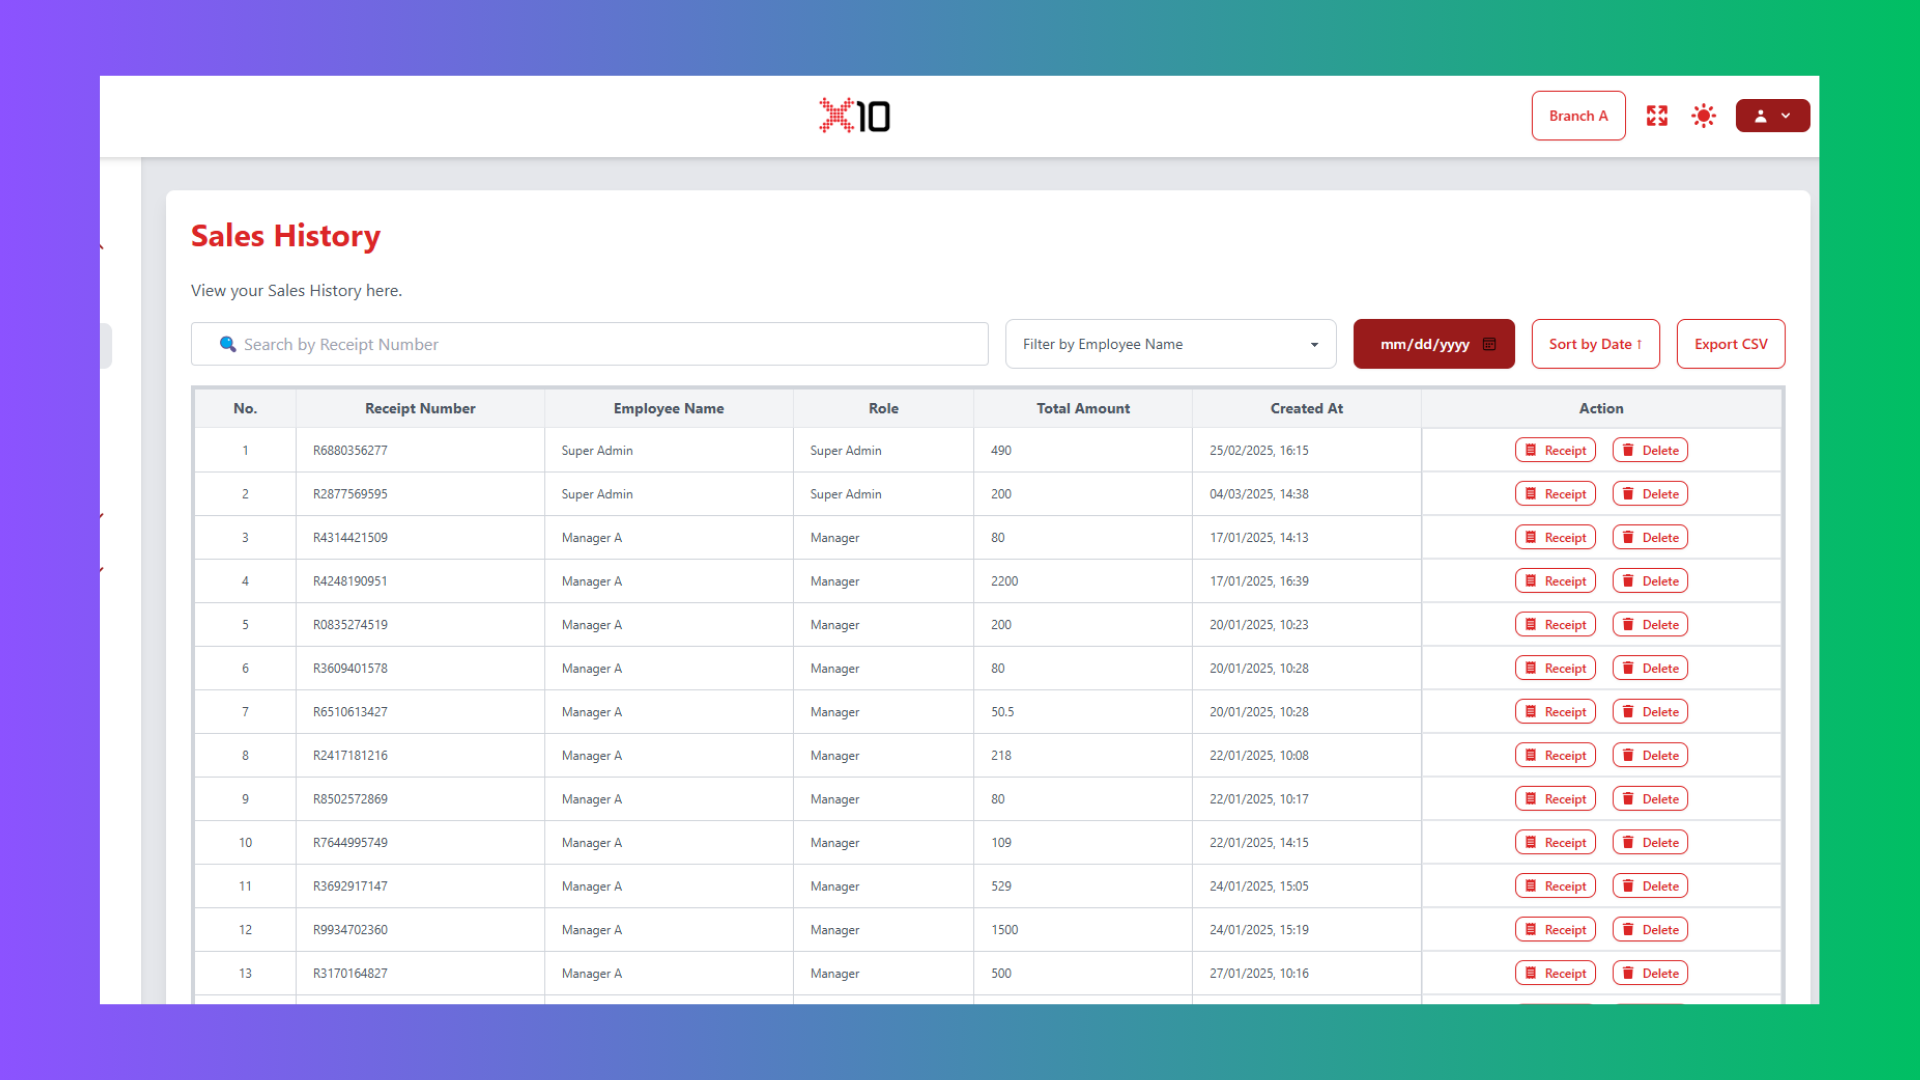 X10
Branch A
Sales History
View your Sales History here.
Search by Receipt Number
Filter by Employee Name
mm/dd/yyyy
Sort by Date ↑
Export CSV
No. Receipt Number Employee Name Role Total Amount Created At Action
1 R6880356277 Super Admin Super Admin 490 25/02/2025, 16:15 Receipt Delete
2 R2877569595 Super Admin Super Admin 200 04/03/2025, 14:38 Receipt Delete
3 R4314421509 Manager A Manager 80 17/01/2025, 14:13 Receipt Delete
4 R4248190951 Manager A Manager 2200 17/01/2025, 16:39 Receipt Delete
5 R0835274519 Manager A Manager 200 20/01/2025, 10:23 Receipt Delete
6 R3609401578 Manager A Manager 80 20/01/2025, 10:28 Receipt Delete
7 R6510613427 Manager A Manager 50.5 20/01/2025, 10:28 Receipt Delete
8 R2417181216 Manager A Manager 218 22/01/2025, 10:08 Receipt Delete
9 R8502572869 Manager A Manager 80 22/01/2025, 10:17 Receipt Delete
10 R7644995749 Manager A Manager 109 22/01/2025, 14:15 Receipt Delete
11 R3692917147 Manager A Manager 529 24/01/2025, 15:05 Receipt Delete
12 R9934702360 Manager A Manager 1500 24/01/2025, 15:19 Receipt Delete
13 R3170164827 Manager A Manager 500 27/01/2025, 10:16 Receipt Delete